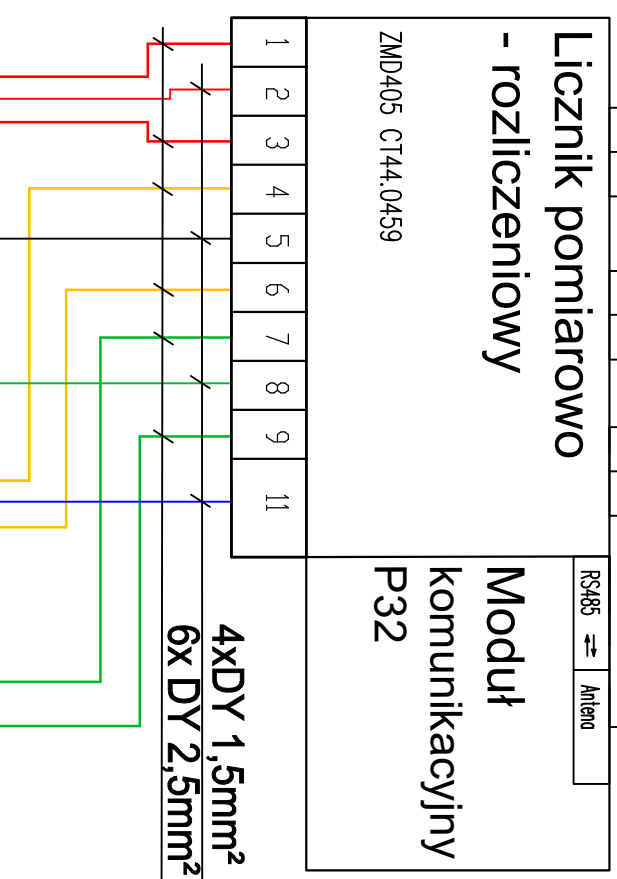 Licznik pomiarowo
- rozliczeniowy
ZMD405 CT44.0459
1
2
3
4
5
6
7
8
9
11
RS485 ⇄
Antena
Moduł
komunikacyjny
P32
4xDY 1,5mm²
6x DY 2,5mm²